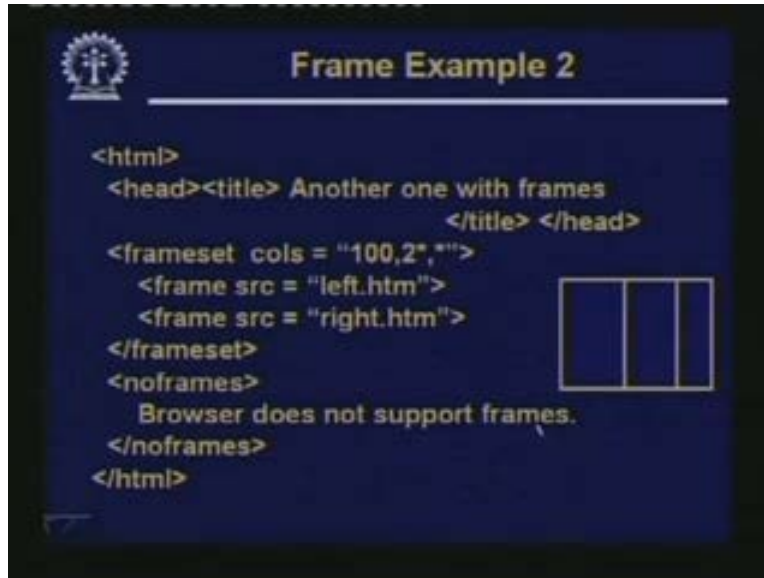 Frame Example 2
<html>
<head><title> Another one with frames
</title> </head>
<frameset cols = “100,2*,*”>
<frame src = “left.htm”>
<frame src = “right.htm”>
</frameset>
<noframes>
Browser does not support frames.
</noframes>
</html>